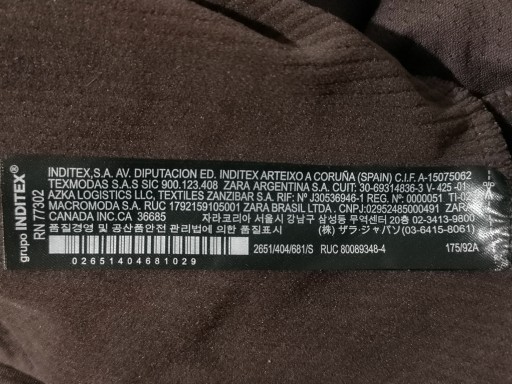 grupo INDITEX®
RN 77302
INDITEX,S.A. AV. DIPUTACION ED. INDITEX ARTEIXO A CORUÑA (SPAIN) C.I.F. A-15075062
TEXMODAS S.A.S SIC 900.123.408 ZARA ARGENTINA S.A. CUIT: 30-69314836-3 V-425 -01
AZKA LOGISTICS LLC, TEXTILES ZANZIBAR S.A. RIF: Nº J30536946-1 REG. Nº: 0000051 TI-02
MACROMODA S.A. RUC 1792159105001 ZARA BRASIL LTDA . CNPJ:02952485000491 ZARA
CANADA INC.CA 36685 자라코리아 서울시 강남구 삼성동 무역센터 20층 02-3413-9800
품질경영 및 공산품안전 관리법에 의한 품질표시 (株) ザラ・ジャパン(03-6415-8061)
2651/404/681/S RUC 80089348-4 175/92A
02651404681029